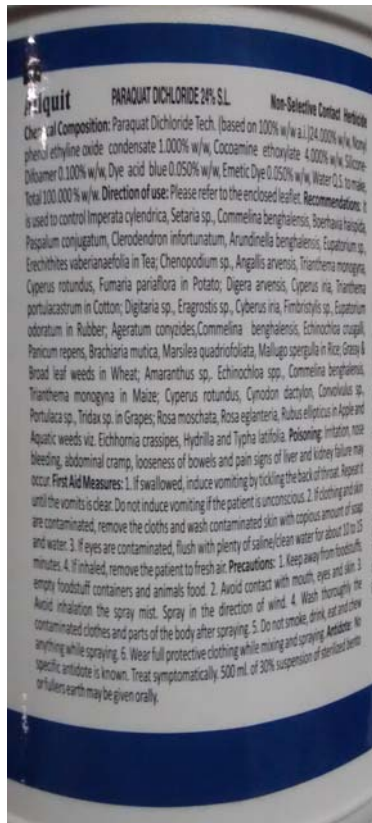 PARAQUAT DICHLORIDE 24% S.L. Non-Selective Contact Herbicide
Chemical Composition: Paraquat Dichloride Tech. (based on 100% w/w a.i.) 24.000% w/w, Nonyl
phenol ethyline oxide condensate 1.000% w/w, Cocoamine ethoxylate 4.000% w/w, Silicone
Difoamer 0.100% w/w, Dye acid blue 0.050% w/w, Emetic Dye 0.050% w/w, Water Q.S. to make,
Total 100.000 % w/w. Direction of use: Please refer to the enclosed leaflet. Recommendations: It
is used to control Imperata cylendrica, Setaria sp., Commelina benghalensis, Boerhavia haispida,
Paspalum conjugatum, Clerodendron infortunatum, Arundinella benghalensis, Eupatorium sp.,
Erechithites vaberianaefolia in Tea; Chenopodium sp., Angallis arvensis, Trianthema monogyna,
Cyperus rotundus, Fumaria pariaflora in Potato; Digera arvensis, Cyperus iria, Trianthema
portulacastrum in Cotton; Digitaria sp., Eragrostis sp., Cyberus iria, Fimbristylis sp., Eupatorium
odoratum in Rubber; Ageratum conyzides,Commelina benghalensis, Echinochloa crusgalli,
Panicum repens, Brachiaria mutica, Marsilea quadriofoliata, Mallugo spergulla in Rice; Grassy &
Broad leaf weeds in Wheat; Amaranthus sp,. Echinochloa spp., Commelina benghalensis,
Trianthema monogyna in Maize; Cyperus rotundus, Cynodon dactylon, Convolvulus sp.,
Portulaca sp., Tridax sp. in Grapes; Rosa moschata, Rosa eglanteria, Rubus ellipticus in Apple and
Aquatic weeds viz. Eichhornia crassipes, Hydrilla and Typha latifolia. Poisoning: Irritation, nose
bleeding, abdominal cramp, looseness of bowels and pain signs of liver and kidney failure may
occur. First Aid Measures: 1. If swallowed, induce vomiting by tickling the back of throat. Repeat it
until the vomits is clear. Do not induce vomiting if the patient is unconscious. 2. If clothing and skin
are contaminated, remove the cloths and wash contaminated skin with copious amount of soap
and water. 3. If eyes are contaminated, flush with plenty of saline/clean water for about 10 to 15
minutes. 4. If inhaled, remove the patient to fresh air. Precautions: 1. Keep away from foodstuffs,
empty foodstuff containers and animals food. 2. Avoid contact with mouth, eyes and skin. 3.
Avoid inhalation the spray mist. Spray in the direction of wind. 4. Wash thoroughly the
contaminated clothes and parts of the body after spraying. 5. Do not smoke, drink, eat and chew
anything while spraying. 6. Wear full protective clothing while mixing and spraying. Antidote: No
specific antidote is known. Treat symptomatically. 500 ml. of 30% suspension of sterilized bento
or fullers earth may be given orally.